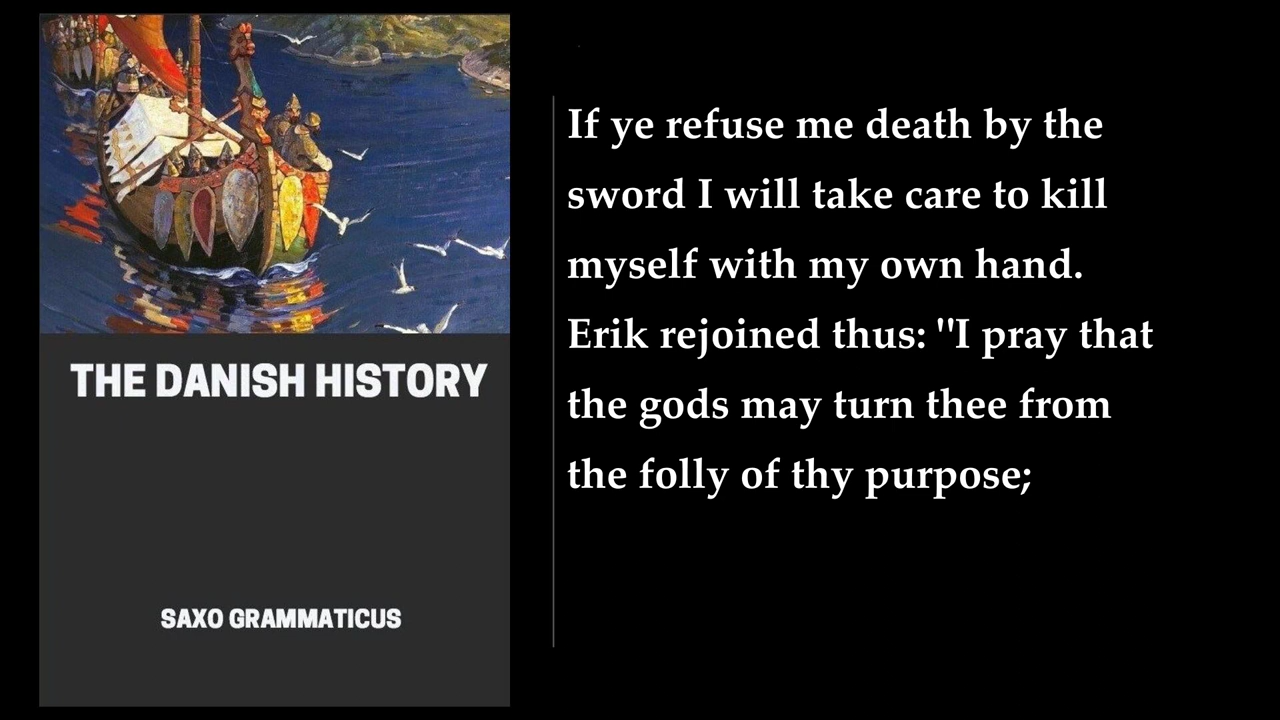 THE DANISH HISTORY
SAXO GRAMMATICUS
If ye refuse me death by the
sword I will take care to kill
myself with my own hand.
Erik rejoined thus: "I pray that
the gods may turn thee from
the folly of thy purpose;